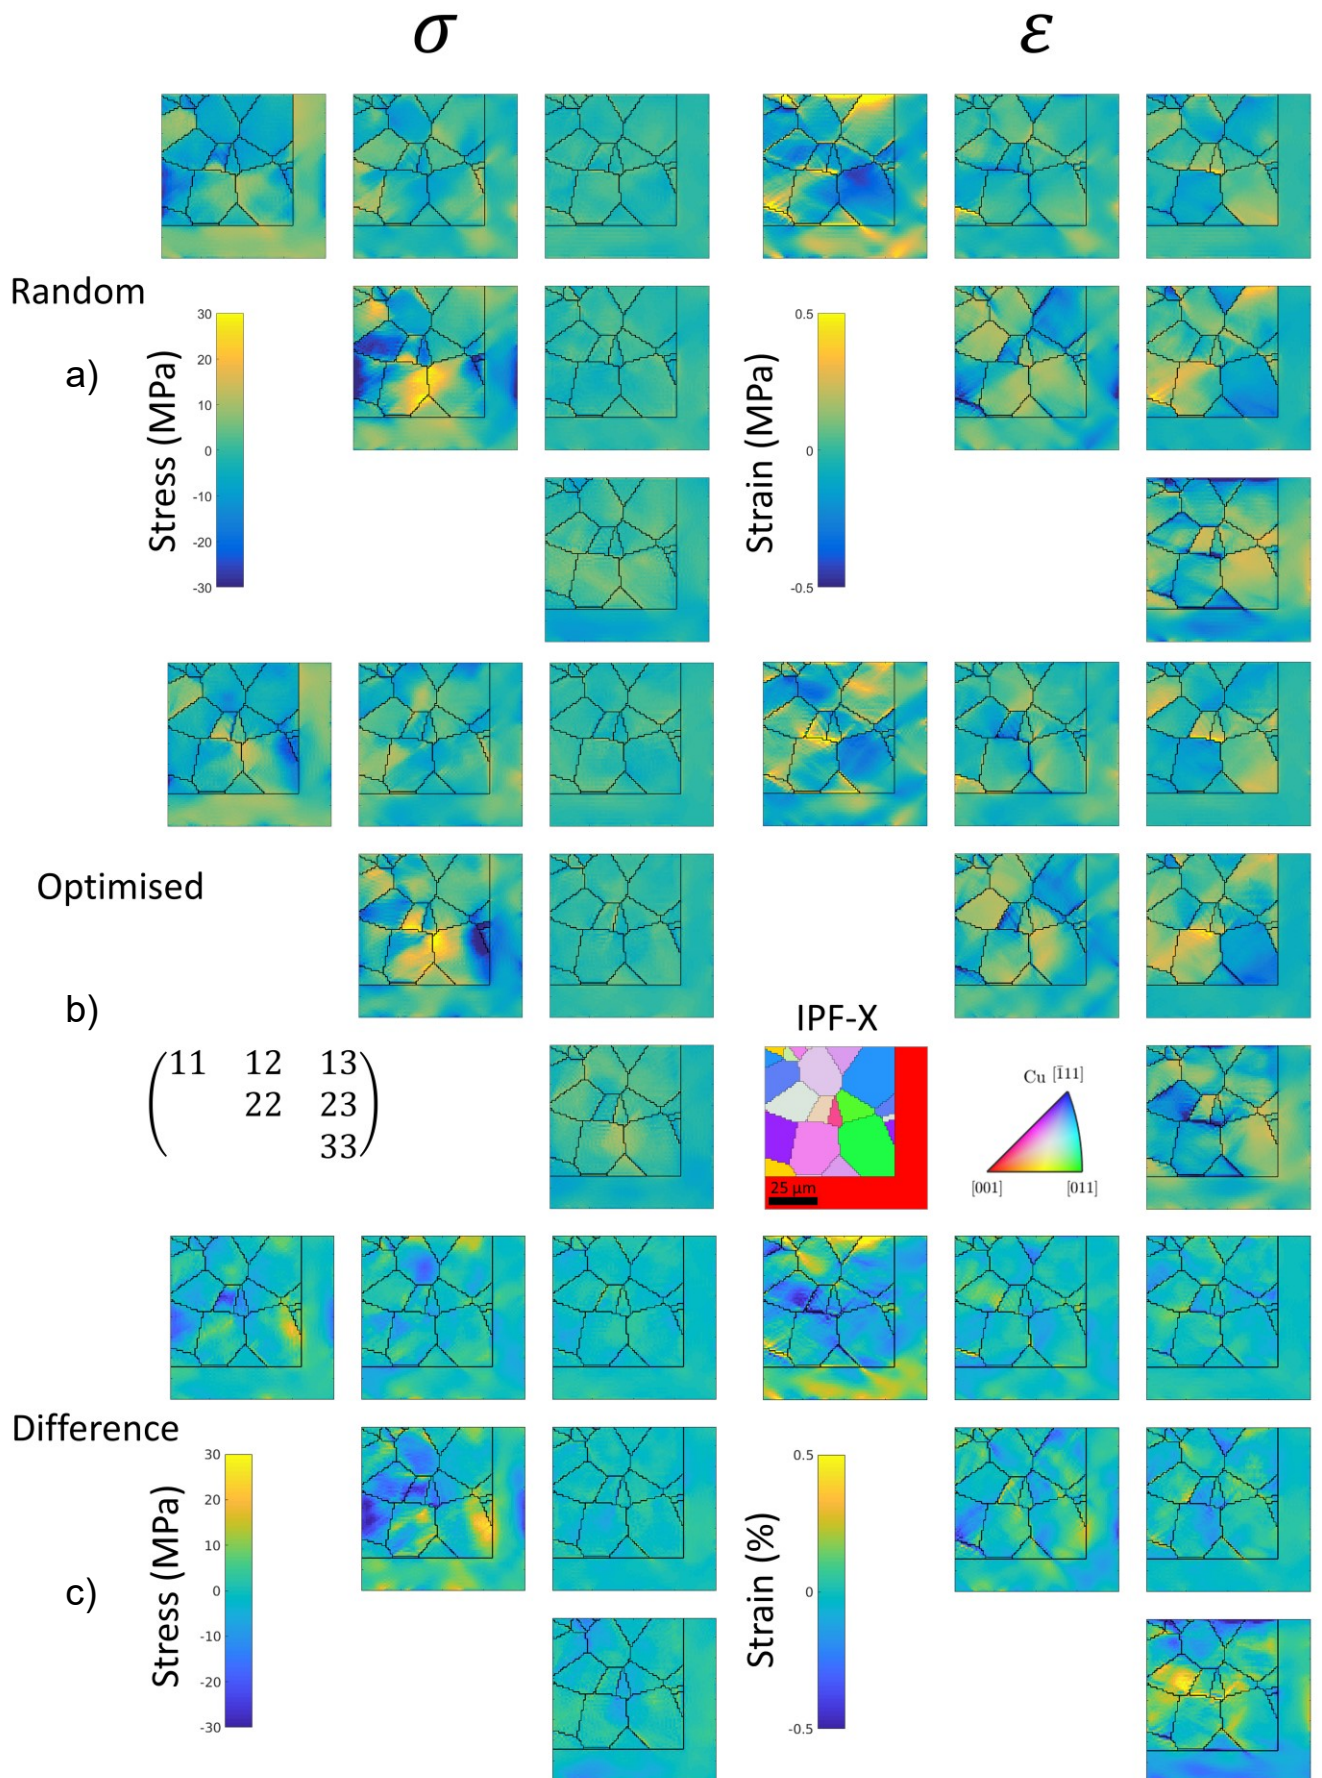 σ ε
Random
a)
Stress (MPa)
30
20
10
0
-10
-20
-30
Strain (MPa)
0.5
0
-0.5
Optimised
b)
11 12 13
22 23
33
IPF-X
25 μm
Cu [1̄11]
[001] [011]
Difference
c)
Stress (MPa)
30
20
10
0
-10
-20
-30
Strain (%)
0.5
0
-0.5